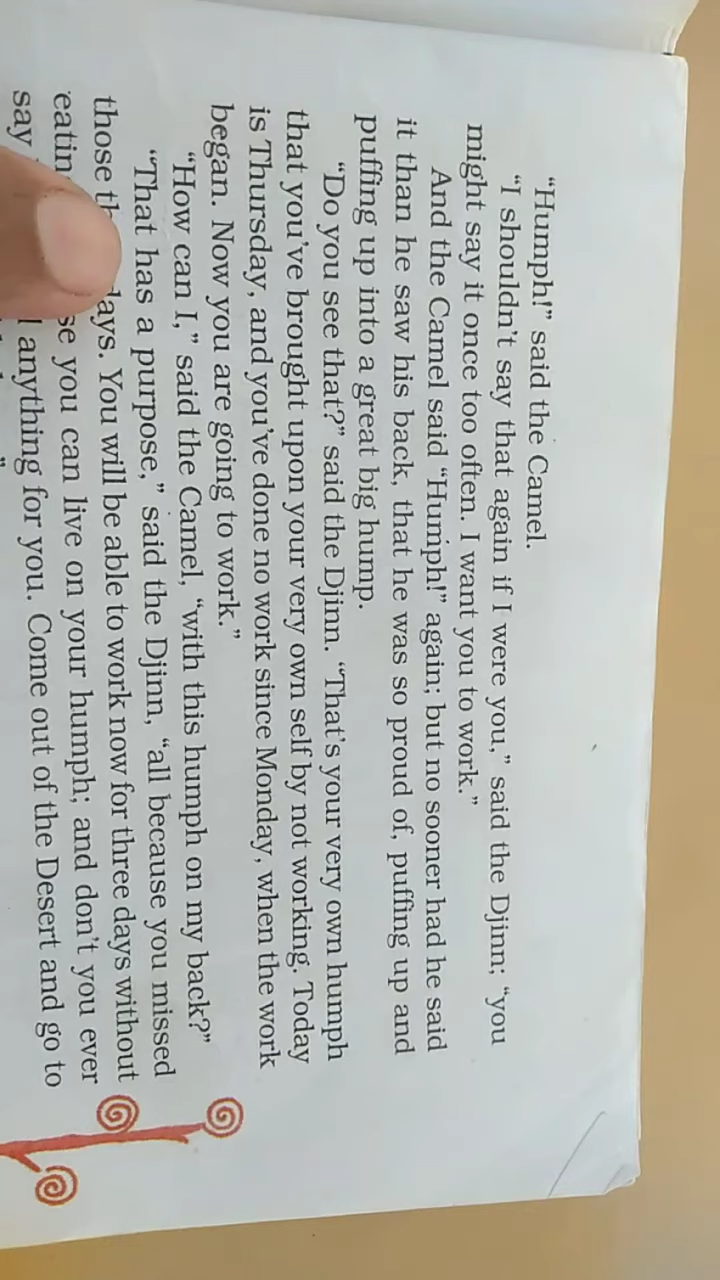 “Humph!” said the Camel.
“I shouldn’t say that again if I were you,” said the Djinn; “you
might say it once too often. I want you to work.”
And the Camel said “Humph!” again; but no sooner had he said
it than he saw his back, that he was so proud of, puffing up and
puffing up into a great big hump.
“Do you see that?” said the Djinn. “That’s your very own humph
that you’ve brought upon your very own self by not working. Today
is Thursday, and you’ve done no work since Monday, when the work
began. Now you are going to work.”
“How can I,” said the Camel, “with this humph on my back?”
“That has a purpose,” said the Djinn, “all because you missed
those days. You will be able to work now for three days without
you can live on your humph; and don’t you ever
say anything for you. Come out of the Desert and go to